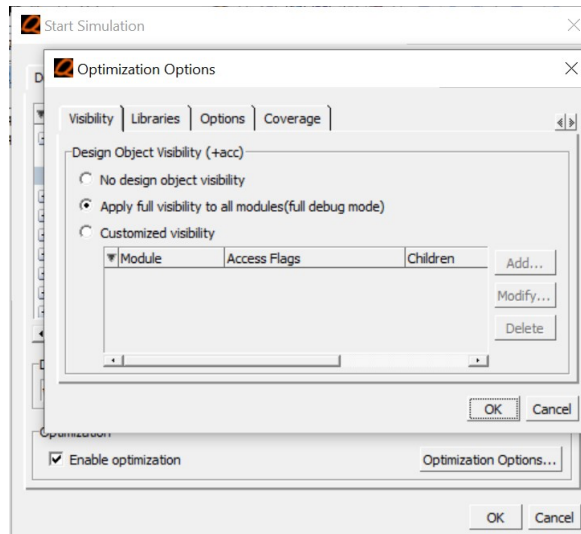 Start Simulation
Optimization Options
Visibility Libraries Options Coverage
Design Object Visibility (+acc)
No design object visibility
Apply full visibility to all modules(full debug mode)
Customized visibility
Module Access Flags Children
Add...
Modify...
Delete
OK Cancel
Optimization
Enable optimization Optimization Options...
OK Cancel